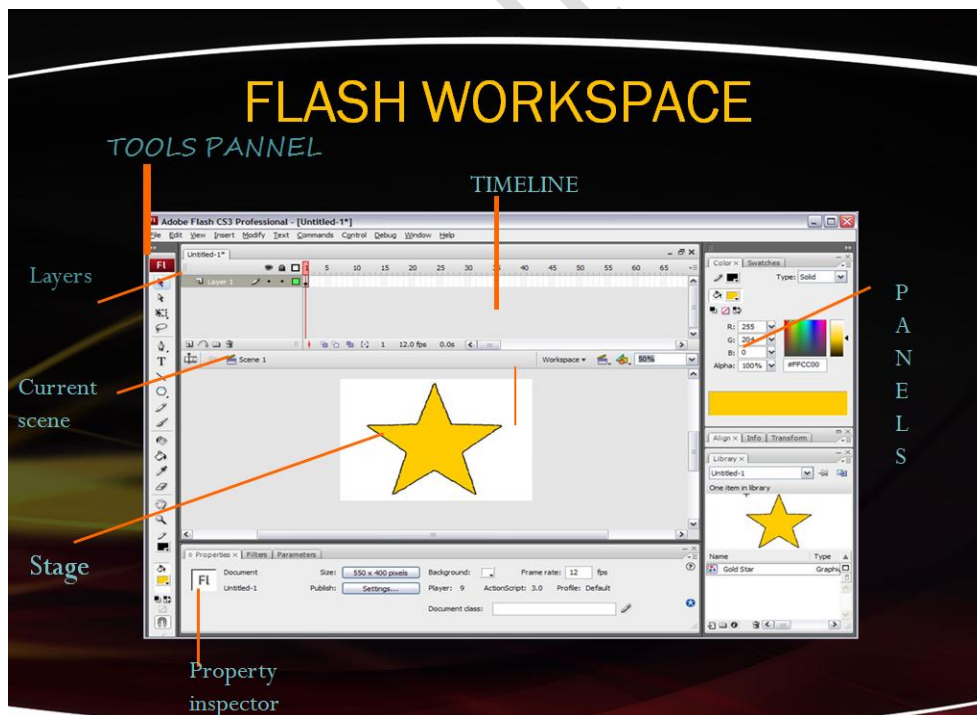 FLASH WORKSPACE
TOOLS PANNEL
TIMELINE
Adobe Flash CS3 Professional - [Untitled-1*]
File Edit View Insert Modify Text Commands Control Debug Window Help
Untitled-1*
Fl
1 5 10 15 20 25 30 35 40 45 50 55 60 65
Layer 1
Layers
1 12.0 fps 0.0s
Scene 1
Workspace
50%
Current
scene
Stage
Color x Swatches
Type: Solid
R: 255
G: 204
B: 0
Alpha: 100%
#FFCC00
P
A
N
E
L
S
Align x Info Transform
Library x
Untitled-1
One item in library
Name Type
Gold Star Graphic
T
Properties x Filters Parameters
Fl
Document Size: 550 x 400 pixels Background: Frame rate: 12 fps
Untitled-1 Publish: Settings... Player: 9 ActionScript: 3.0 Profile: Default
Document class:
Property
inspector